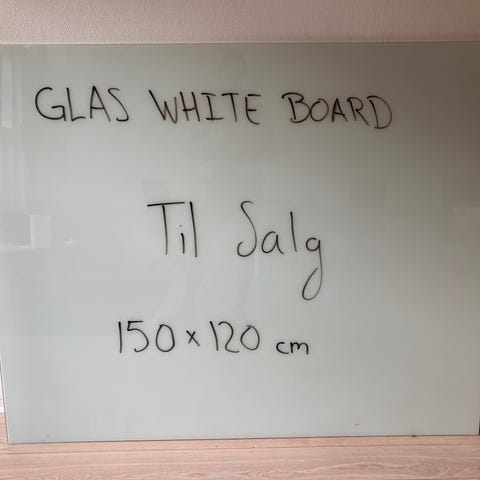 GLAS WHITE BOARD
Til Salg
150 x 120 cm